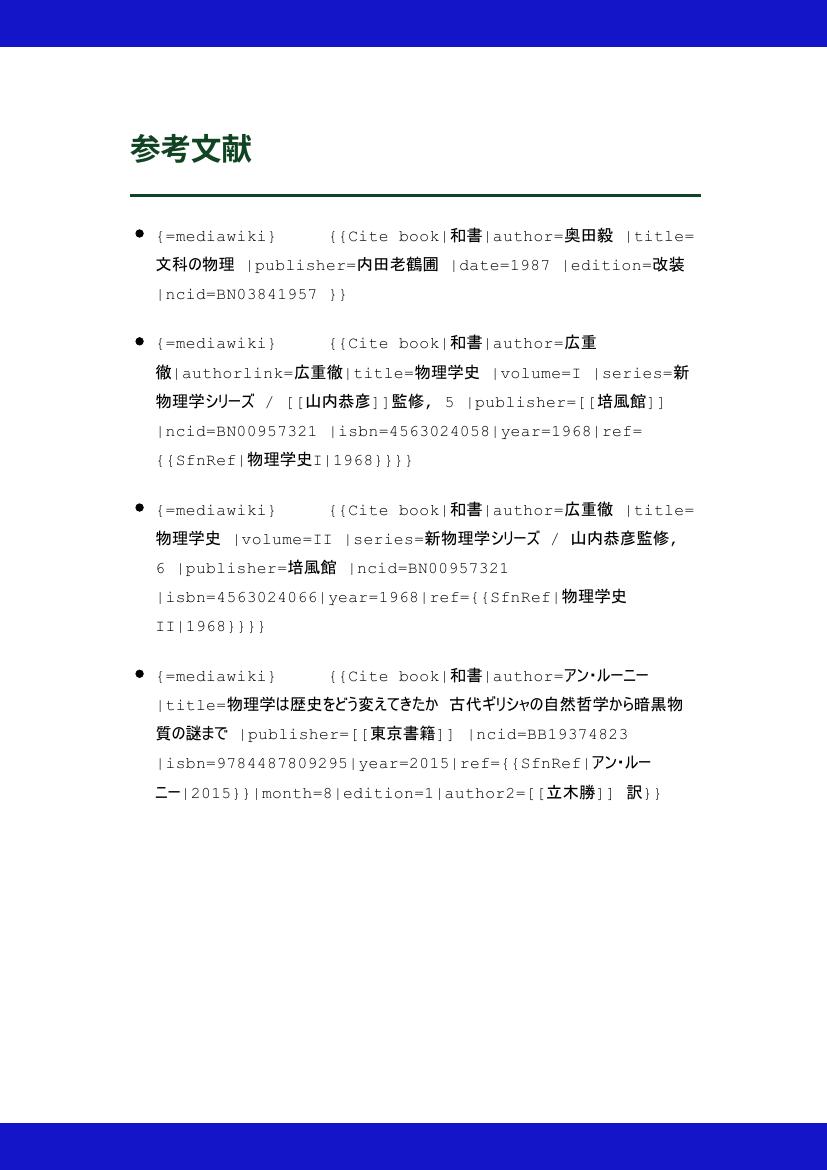 参考文献
● {=mediawiki}     {{Cite book|和書|author=奥田毅 |title=
文科の物理 |publisher=内田老鶴圃 |date=1987 |edition=改装
|ncid=BN03841957 }}
● {=mediawiki}     {{Cite book|和書|author=広重
徹|authorlink=広重徹|title=物理学史 |volume=I |series=新
物理学シリーズ / [[山内恭彦]]監修, 5 |publisher=[[培風館]]
|ncid=BN00957321 |isbn=4563024058|year=1968|ref=
{{SfnRef|物理学史I|1968}}}}
● {=mediawiki}     {{Cite book|和書|author=広重徹 |title=
物理学史 |volume=II |series=新物理学シリーズ / 山内恭彦監修,
6 |publisher=培風館 |ncid=BN00957321
|isbn=4563024066|year=1968|ref={{SfnRef|物理学史
II|1968}}}}
● {=mediawiki}     {{Cite book|和書|author=アン・ルーニー
|title=物理学は歴史をどう変えてきたか 古代ギリシャの自然哲学から暗黒物
質の謎まで |publisher=[[東京書籍]] |ncid=BB19374823
|isbn=9784487809295|year=2015|ref={{SfnRef|アン・ルー
ニー|2015}}|month=8|edition=1|author2=[[立木勝]] 訳}}